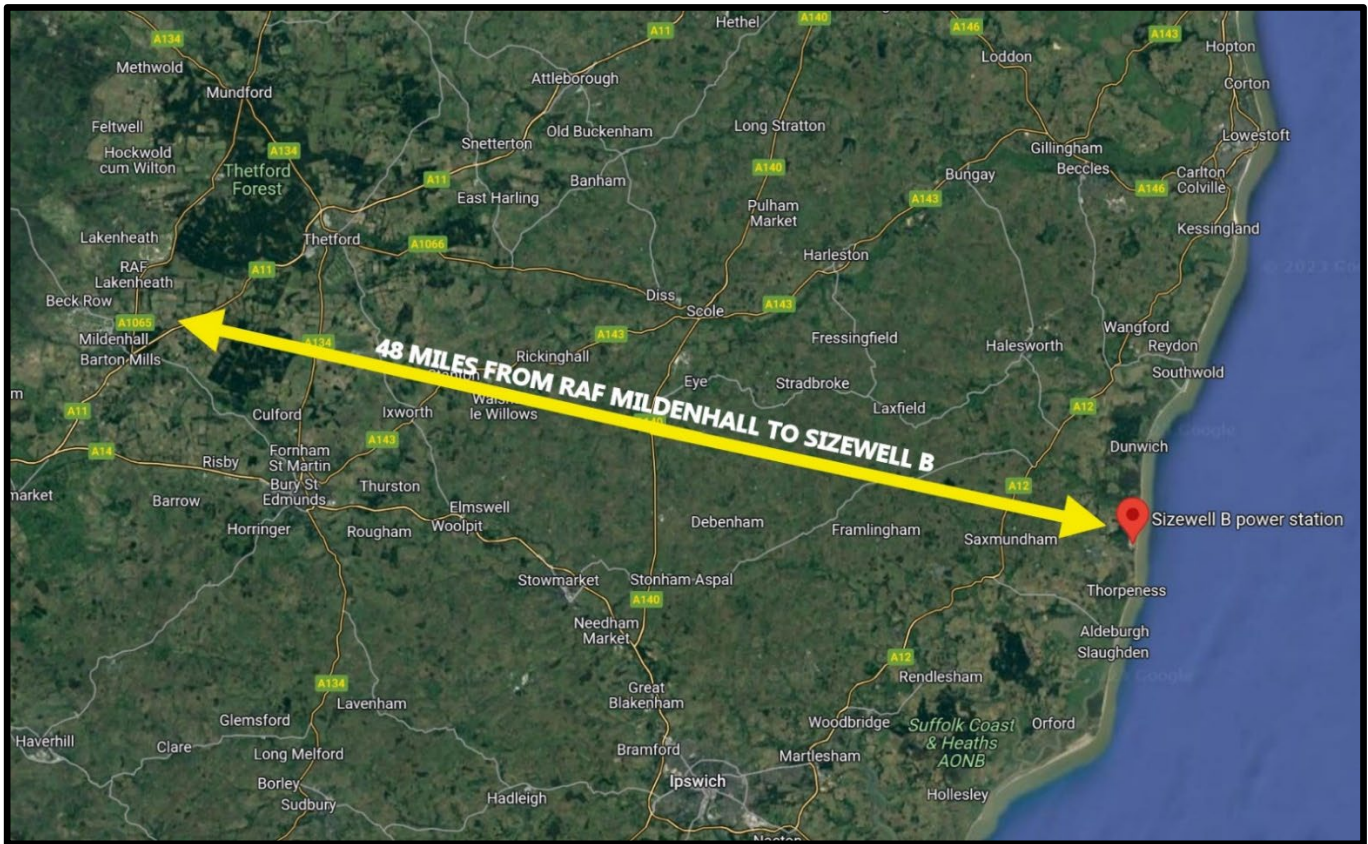 A140
A11
Hethel
A146
A143
A134
Hopton
Methwold
Loddon
Attleborough
Corton
Mundford
Feltwell
Long Stratton
Old Buckenham
Lowestoft
Snetterton
Gillingham
Hockwold
cum Wilton
A134
Beccles
Thetford
Forest
A140
Carlton
Colville
Bungay
A11
Banham
A146
East Harling
A143
Pulham
Market
Kessingland
Lakenheath
Thetford
A1066
Harleston
RAF
Lakenheath
A11
© 2023
Beck Row
Diss
Scole
A143
A1065
Wangford
Mildenhall
A134
A143
Fressingfield
Halesworth
Reydon
Barton Mills
Rickinghall
Southwold
48 MILES FROM RAF MILDENHALL TO SIZEWELL B
Eye
Stradbroke
A11
Culford
Ixworth
le Willows
Laxfield
A12
A140
Google
A143
Dunwich
A14
Fornham
St Martin
Risby
Bury St
Edmunds
Thurston
A12
market
Barrow
Elmswell
Woolpit
Horringer
Rougham
Debenham
Framlingham
Sizewell B power station
Saxmundham
Stowmarket
Stonham Aspal
Thorpeness
A140
Needham
Market
Aldeburgh
Slaughden
A12
Rendlesham
Google
A134
Great
Blakenham
Lavenham
Glemsford
Woodbridge
Suffolk Coast
& Heaths
AONB
Orford
Haverhill
Clare
Long Melford
Bramford
Martlesham
Borley
Ipswich
Sudbury
Hadleigh
Hollesley